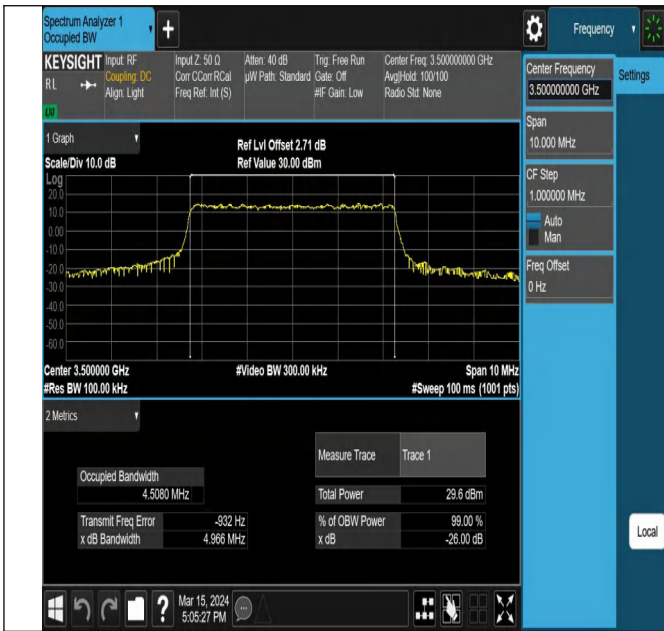 Spectrum Analyzer 1
Occupied BW
+
Frequency
KEYSIGHT
RL
LXI
Input: RF
Coupling: DC
Align: Light
Input Z: 50 Ω
Corr CCorr RCal
Freq Ref: Int (S)
Atten: 40 dB
µW Path: Standard
Trig: Free Run
Gate: Off
#IF Gain: Low
Center Freq: 3.500000000 GHz
Avg|Hold: 100/100
Radio Std: None
Center Frequency
3.500000000 GHz
Settings
Span
10.000 MHz
CF Step
1.000000 MHz
Auto
Man
Freq Offset
0 Hz
Local
1 Graph
Scale/Div 10.0 dB
Ref Lvl Offset 2.71 dB
Ref Value 30.00 dBm
Log
20.0
10.0
0.00
-10.0
-20.0
-30.0
-40.0
-50.0
-60.0
Center 3.500000 GHz
#Res BW 100.00 kHz
#Video BW 300.00 kHz
Span 10 MHz
#Sweep 100 ms (1001 pts)
2 Metrics
Measure Trace
Trace 1
Occupied Bandwidth
4.5080 MHz
Total Power
29.6 dBm
Transmit Freq Error
-932 Hz
% of OBW Power
99.00 %
x dB Bandwidth
4.966 MHz
x dB
-26.00 dB
?
Mar 15, 2024
5:05:27 PM